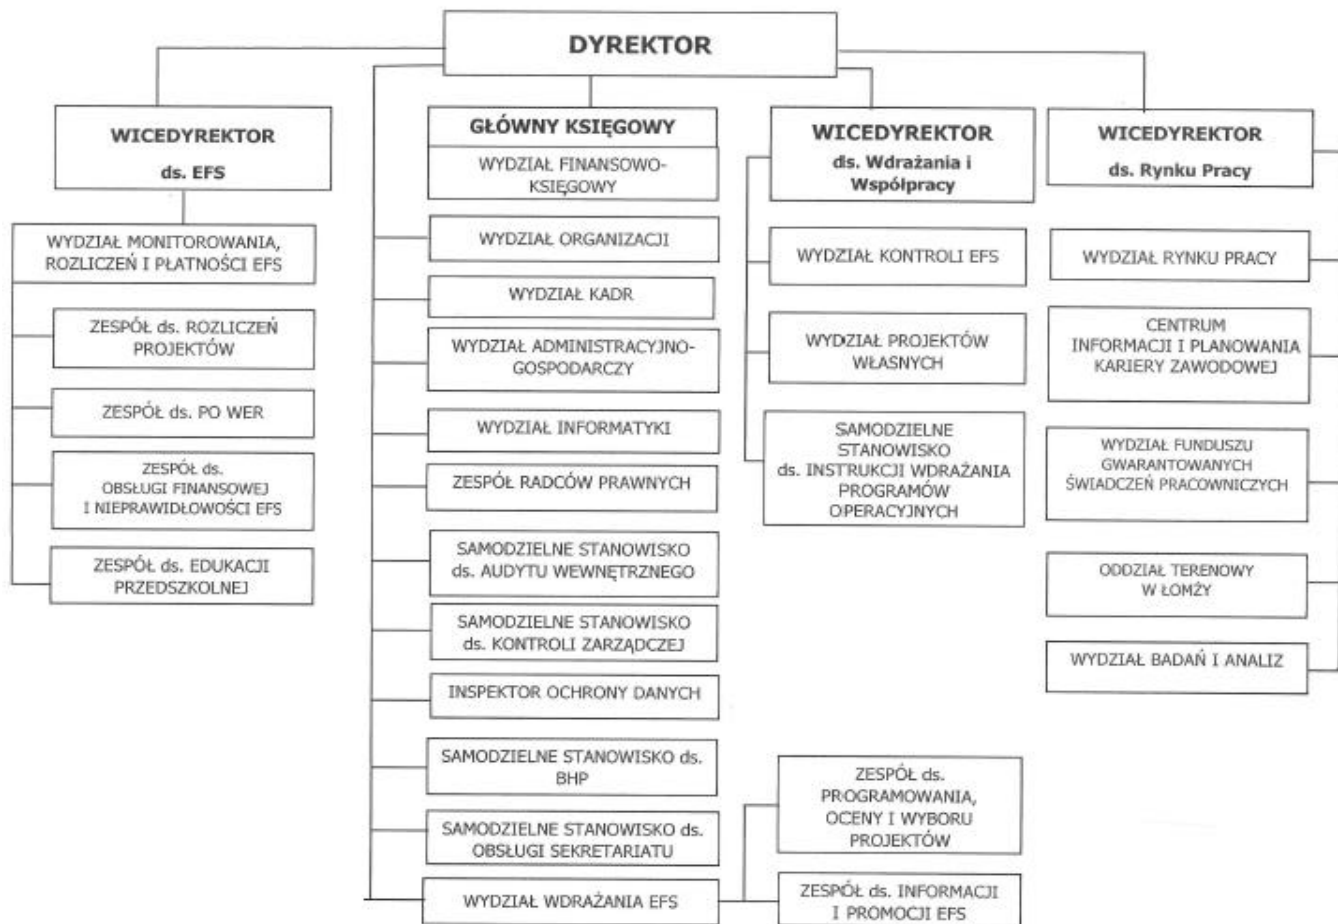 DYREKTOR
WICEDYREKTOR
ds. EFS
WYDZIAŁ MONITOROWANIA,
ROZLICZEŃ I PŁATNOŚCI EFS
ZESPÓŁ ds. ROZLICZEŃ
PROJEKTÓW
ZESPÓŁ ds. PO WER
ZESPÓŁ ds.
OBSŁUGI FINANSOWEJ
I NIEPRAWIDŁOWOŚCI EFS
ZESPÓŁ ds. EDUKACJI
PRZEDSZKOLNEJ
GŁÓWNY KSIĘGOWY
WYDZIAŁ FINANSOWO-
KSIĘGOWY
WYDZIAŁ ORGANIZACJI
WYDZIAŁ KADR
WYDZIAŁ ADMINISTRACYJNO-
GOSPODARCZY
WYDZIAŁ INFORMATYKI
ZESPÓŁ RADCÓW PRAWNYCH
SAMODZIELNE STANOWISKO
ds. AUDYTU WEWNĘTRZNEGO
SAMODZIELNE STANOWISKO
ds. KONTROLI ZARZĄDCZEJ
INSPEKTOR OCHRONY DANYCH
SAMODZIELNE STANOWISKO ds.
BHP
SAMODZIELNE STANOWISKO ds.
OBSŁUGI SEKRETARIATU
WYDZIAŁ WDRAŻANIA EFS
ZESPÓŁ ds.
PROGRAMOWANIA,
OCENY I WYBORU
PROJEKTÓW
ZESPÓŁ ds. INFORMACJI
I PROMOCJI EFS
WICEDYREKTOR
ds. Wdrażania i
Współpracy
WYDZIAŁ KONTROLI EFS
WYDZIAŁ PROJEKTÓW
WŁASNYCH
SAMODZIELNE
STANOWISKO
ds. INSTRUKCJI WDRAŻANIA
PROGRAMÓW
OPERACYJNYCH
WICEDYREKTOR
ds. Rynku Pracy
WYDZIAŁ RYNKU PRACY
CENTRUM
INFORMACJI I PLANOWANIA
KARIERY ZAWODOWEJ
WYDZIAŁ FUNDUSZU
GWARANTOWANYCH
ŚWIADCZEŃ PRACOWNICZYCH
ODDZIAŁ TERENOWY
W ŁOMŻY
WYDZIAŁ BADAŃ I ANALIZ